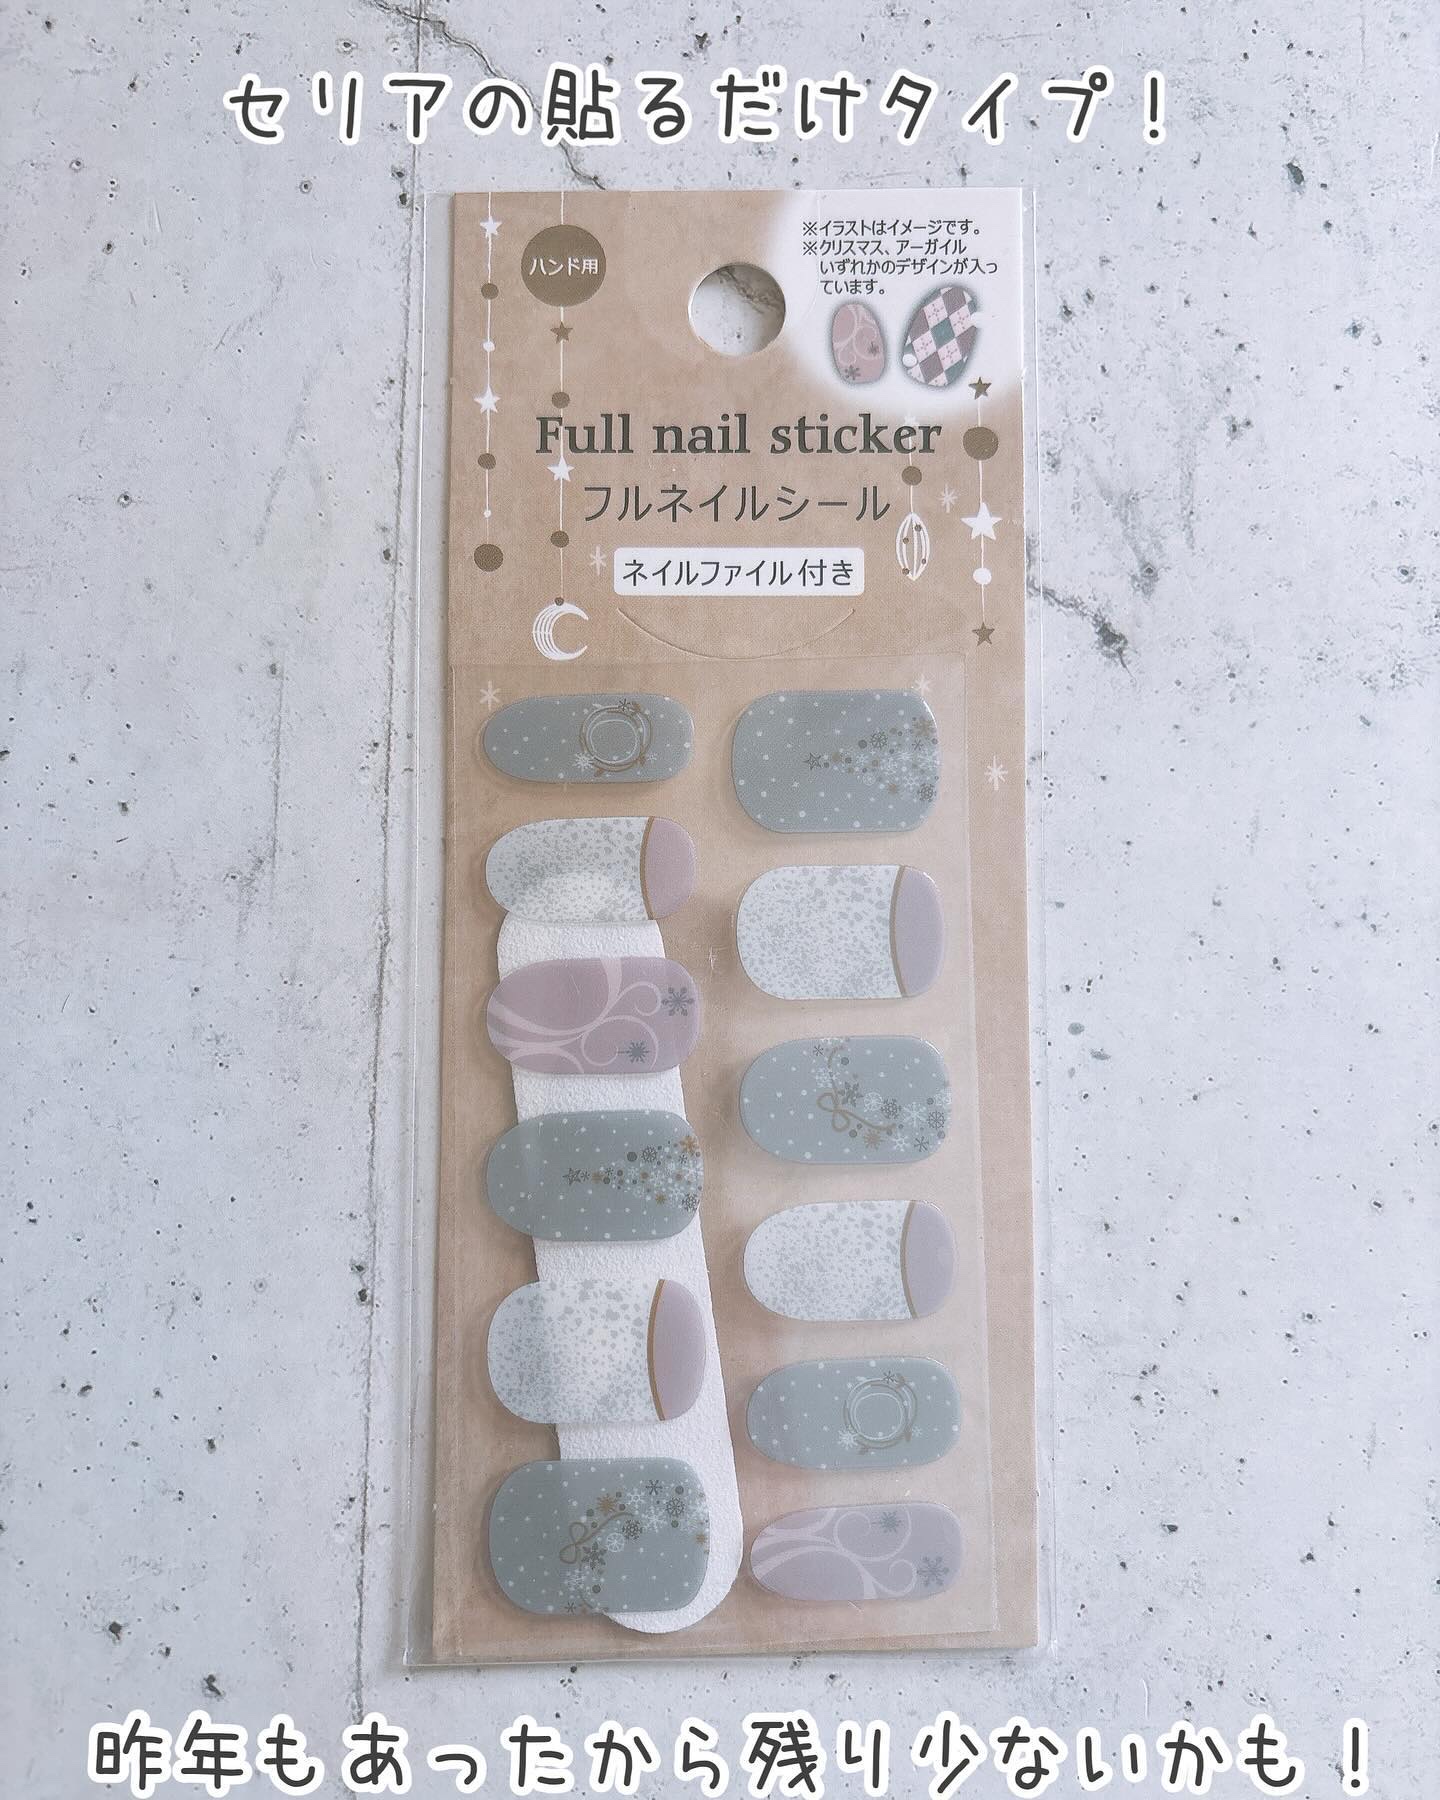 セリアの貼るだけタイプ!
ハンド用
※イラストはイメージです。
※クリスマス、アーガイル
いずれかのデザインが入っ
ています。
Full nail sticker
フルネイルシール
ネイルファイル付き
昨年もあったから残り少ないかも!